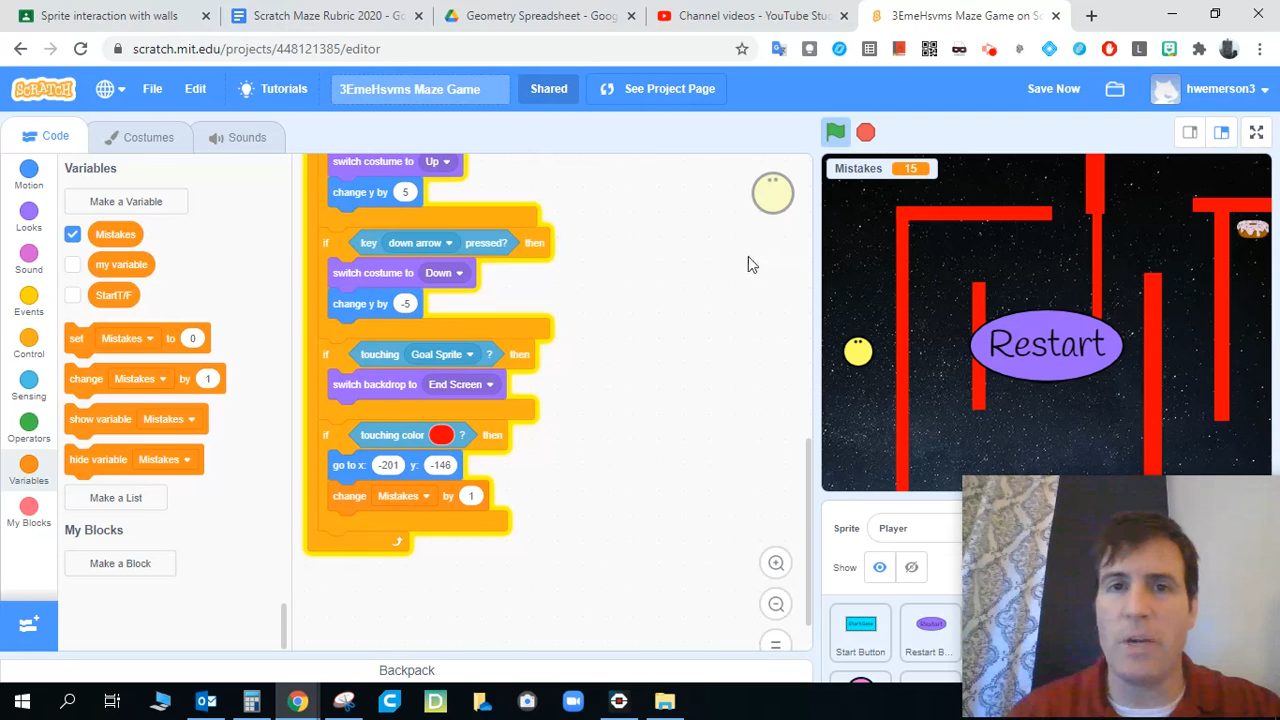 Sprite interaction with walls
Scratch Maze Rubric 2020 - G
Geometry Spreadsheet - Goog
Channel videos - YouTube Stu
3EmeHsvms Maze Game on Sc
scratch.mit.edu/projects/448121385/editor
SCRATCH
File
Edit
Tutorials
3EmeHsvms Maze Game
Shared
See Project Page
Save Now
hwemerson3
Code
Costumes
Sounds
Motion
Looks
Sound
Events
Control
Sensing
Operators
Variables
My Blocks
Variables
Make a Variable
Mistakes
my variable
StartT/F
set Mistakes to 0
change Mistakes by 1
show variable Mistakes
hide variable Mistakes
Make a List
My Blocks
Make a Block
switch costume to Up
change y by 5
if key down arrow pressed? then
switch costume to Down
change y by -5
if touching Goal Sprite ? then
switch backdrop to End Screen
if touching color ? then
go to x: -201 y: -146
change Mistakes by 1
Backpack
Mistakes 15
Restart
Sprite
Player
Show
Start Game
Start Button
Restart
Restart B...